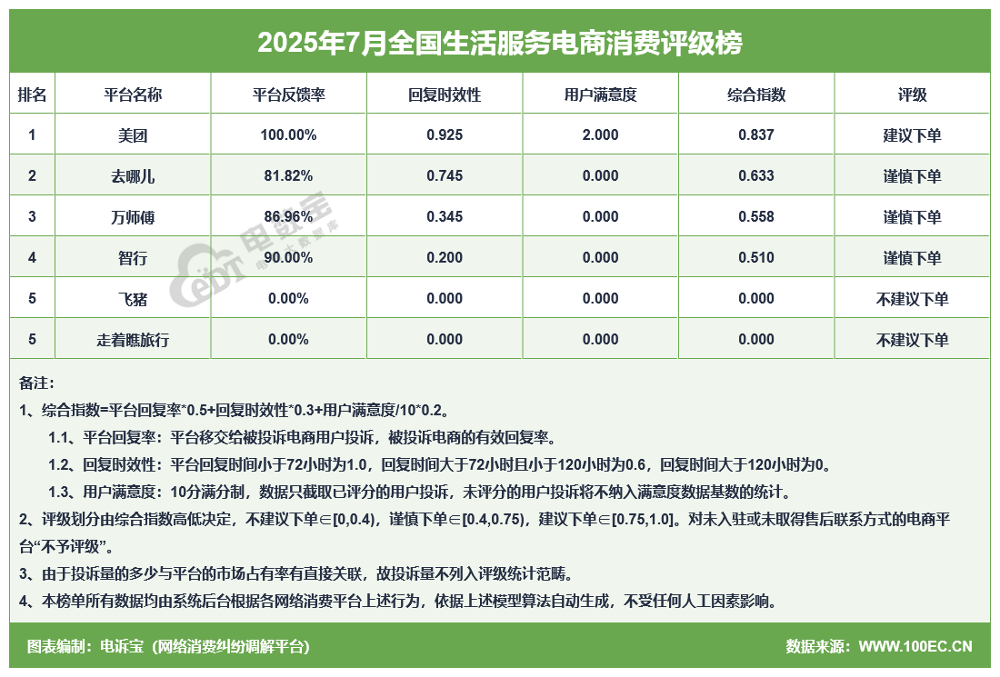 2025年7月全国生活服务电商消费评级榜
排名 平台名称 平台反馈率 回复时效性 用户满意度 综合指数 评级
1 美团 100.00% 0.925 2.000 0.837 建议下单
2 去哪儿 81.82% 0.745 0.000 0.633 谨慎下单
3 万师傅 86.96% 0.345 0.000 0.558 谨慎下单
4 智行 90.00% 0.200 0.000 0.510 谨慎下单
5 飞猪 0.00% 0.000 0.000 0.000 不建议下单
5 走着瞧旅行 0.00% 0.000 0.000 0.000 不建议下单
备注：
1、综合指数=平台回复率*0.5+回复时效性*0.3+用户满意度/10*0.2。
1.1、平台回复率：平台移交给被投诉电商用户投诉，被投诉电商的有效回复率。
1.2、回复时效性：平台回复时间小于72小时为1.0，回复时间大于72小时且小于120小时为0.6，回复时间大于120小时为0。
1.3、用户满意度：10分满分制，数据只截取已评分的用户投诉，未评分的用户投诉将不纳入满意度数据基数的统计。
2、评级划分由综合指数高低决定，不建议下单∈[0,0.4)，谨慎下单∈[0.4,0.75)，建议下单∈[0.75,1.0]。对未入驻或未取得售后联系方式的电商平
台“不予评级”。
3、由于投诉量的多少与平台的市场占有率有直接关联，故投诉量不列入评级统计范畴。
4、本榜单所有数据均由系统后台根据各网络消费平台上述行为，依据上述模型算法自动生成，不受任何人工因素影响。
图表编制：电诉宝（网络消费纠纷调解平台） 数据来源：WWW.100EC.CN
电数宝